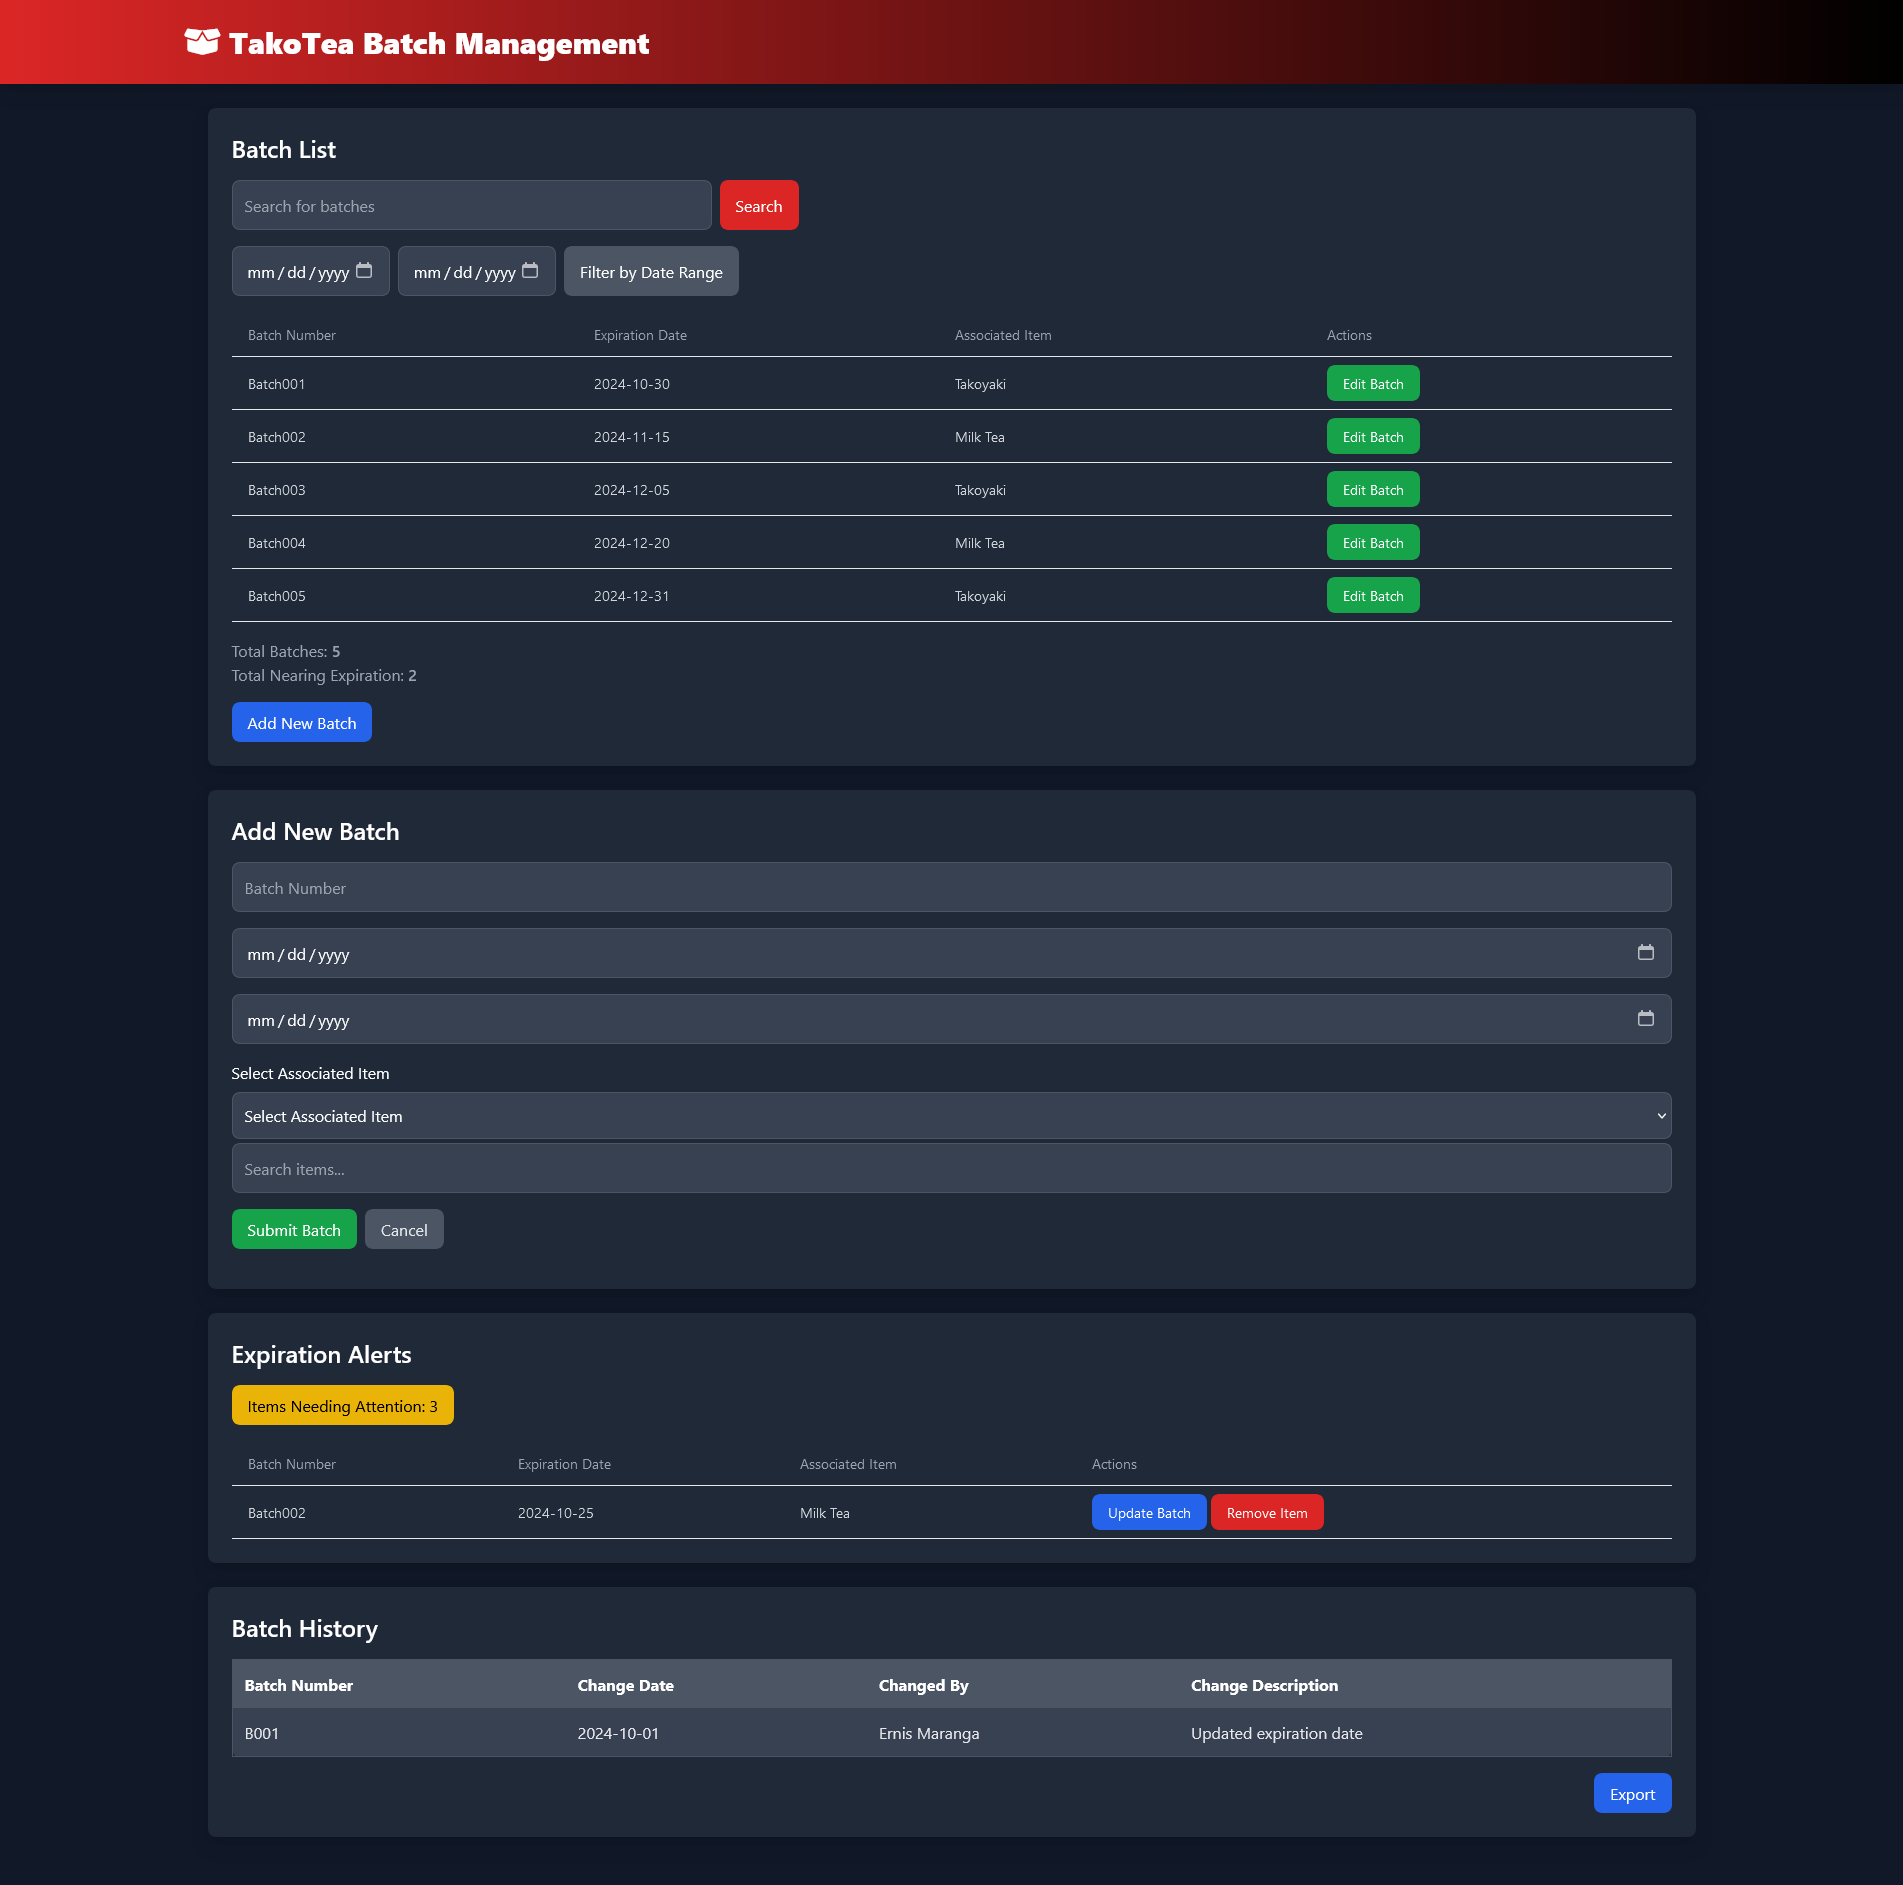 TakoTea Batch Management
Batch List
Search for batches Search
mm/dd/yyyy mm/dd/yyyy Filter by Date Range
Batch Number Expiration Date Associated Item Actions
Batch001 2024-10-30 Takoyaki Edit Batch
Batch002 2024-11-15 Milk Tea Edit Batch
Batch003 2024-12-05 Takoyaki Edit Batch
Batch004 2024-12-20 Milk Tea Edit Batch
Batch005 2024-12-31 Takoyaki Edit Batch
Total Batches: 5
Total Nearing Expiration: 2
Add New Batch
Add New Batch
Batch Number
mm/dd/yyyy
mm/dd/yyyy
Select Associated Item
Select Associated Item
Search items...
Submit Batch Cancel
Expiration Alerts
Items Needing Attention: 3
Batch Number Expiration Date Associated Item Actions
Batch002 2024-10-25 Milk Tea Update Batch Remove Item
Batch History
Batch Number Change Date Changed By Change Description
B001 2024-10-01 Ernis Maranga Updated expiration date
Export